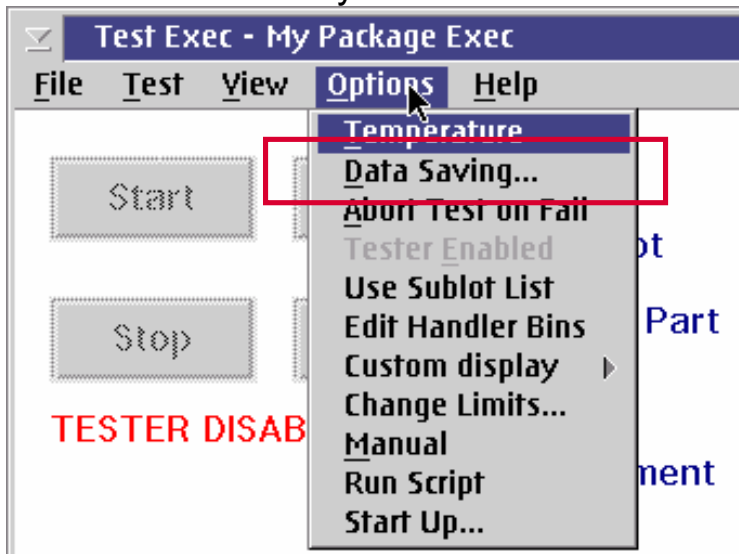 Test Exec - My Package Exec
File Test View Options Help
Temperature
Data Saving...
Start
Abort Test on Fail
Tester Enabled
Use Sublot List
Edit Handler Bins
Part
Stop
Custom display
Change Limits...
TESTER DISAB
Manual
Run Script
Start Up...